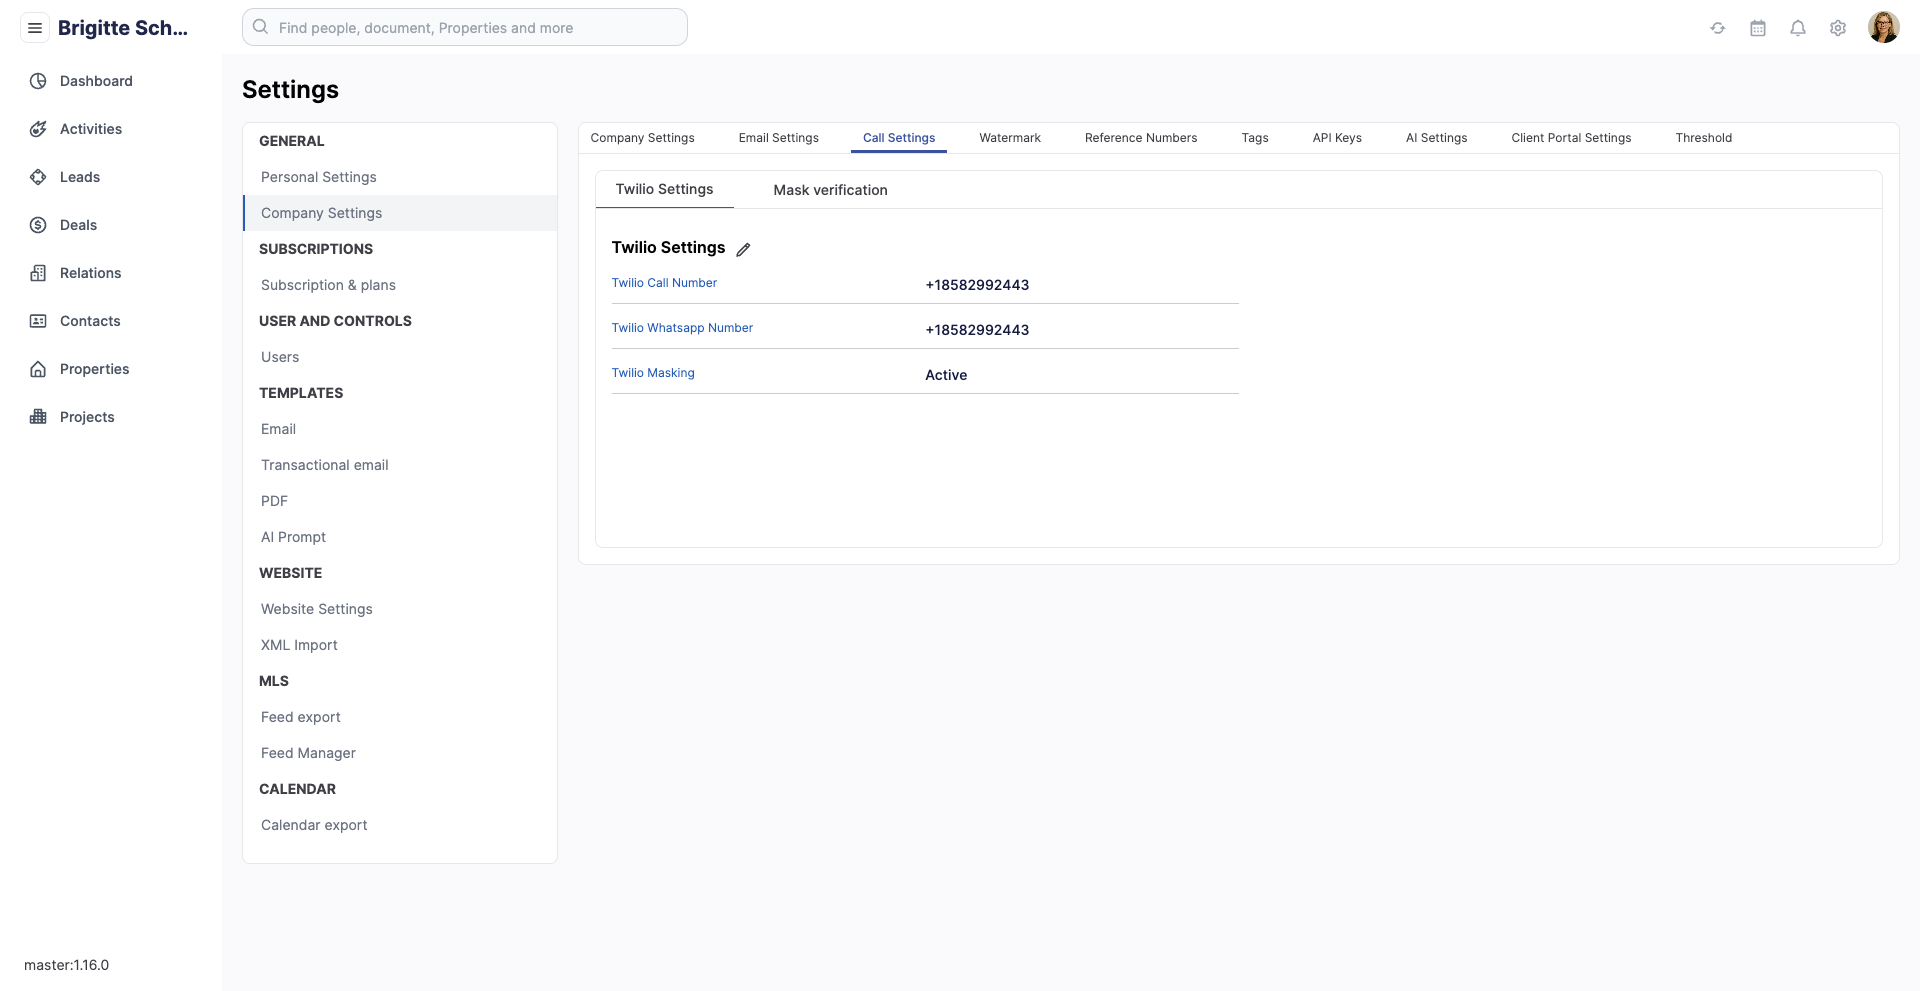 Brigitte Sch...
Find people, document, Properties and more
Dashboard
Activities
Leads
Deals
Relations
Contacts
Properties
Projects
master:1.16.0
Settings
GENERAL
Personal Settings
Company Settings
SUBSCRIPTIONS
Subscription & plans
USER AND CONTROLS
Users
TEMPLATES
Email
Transactional email
PDF
AI Prompt
WEBSITE
Website Settings
XML Import
MLS
Feed export
Feed Manager
CALENDAR
Calendar export
Company Settings Email Settings Call Settings Watermark Reference Numbers Tags API Keys AI Settings Client Portal Settings Threshold
Twilio Settings Mask verification
Twilio Settings
Twilio Call Number +18582992443
Twilio Whatsapp Number +18582992443
Twilio Masking Active